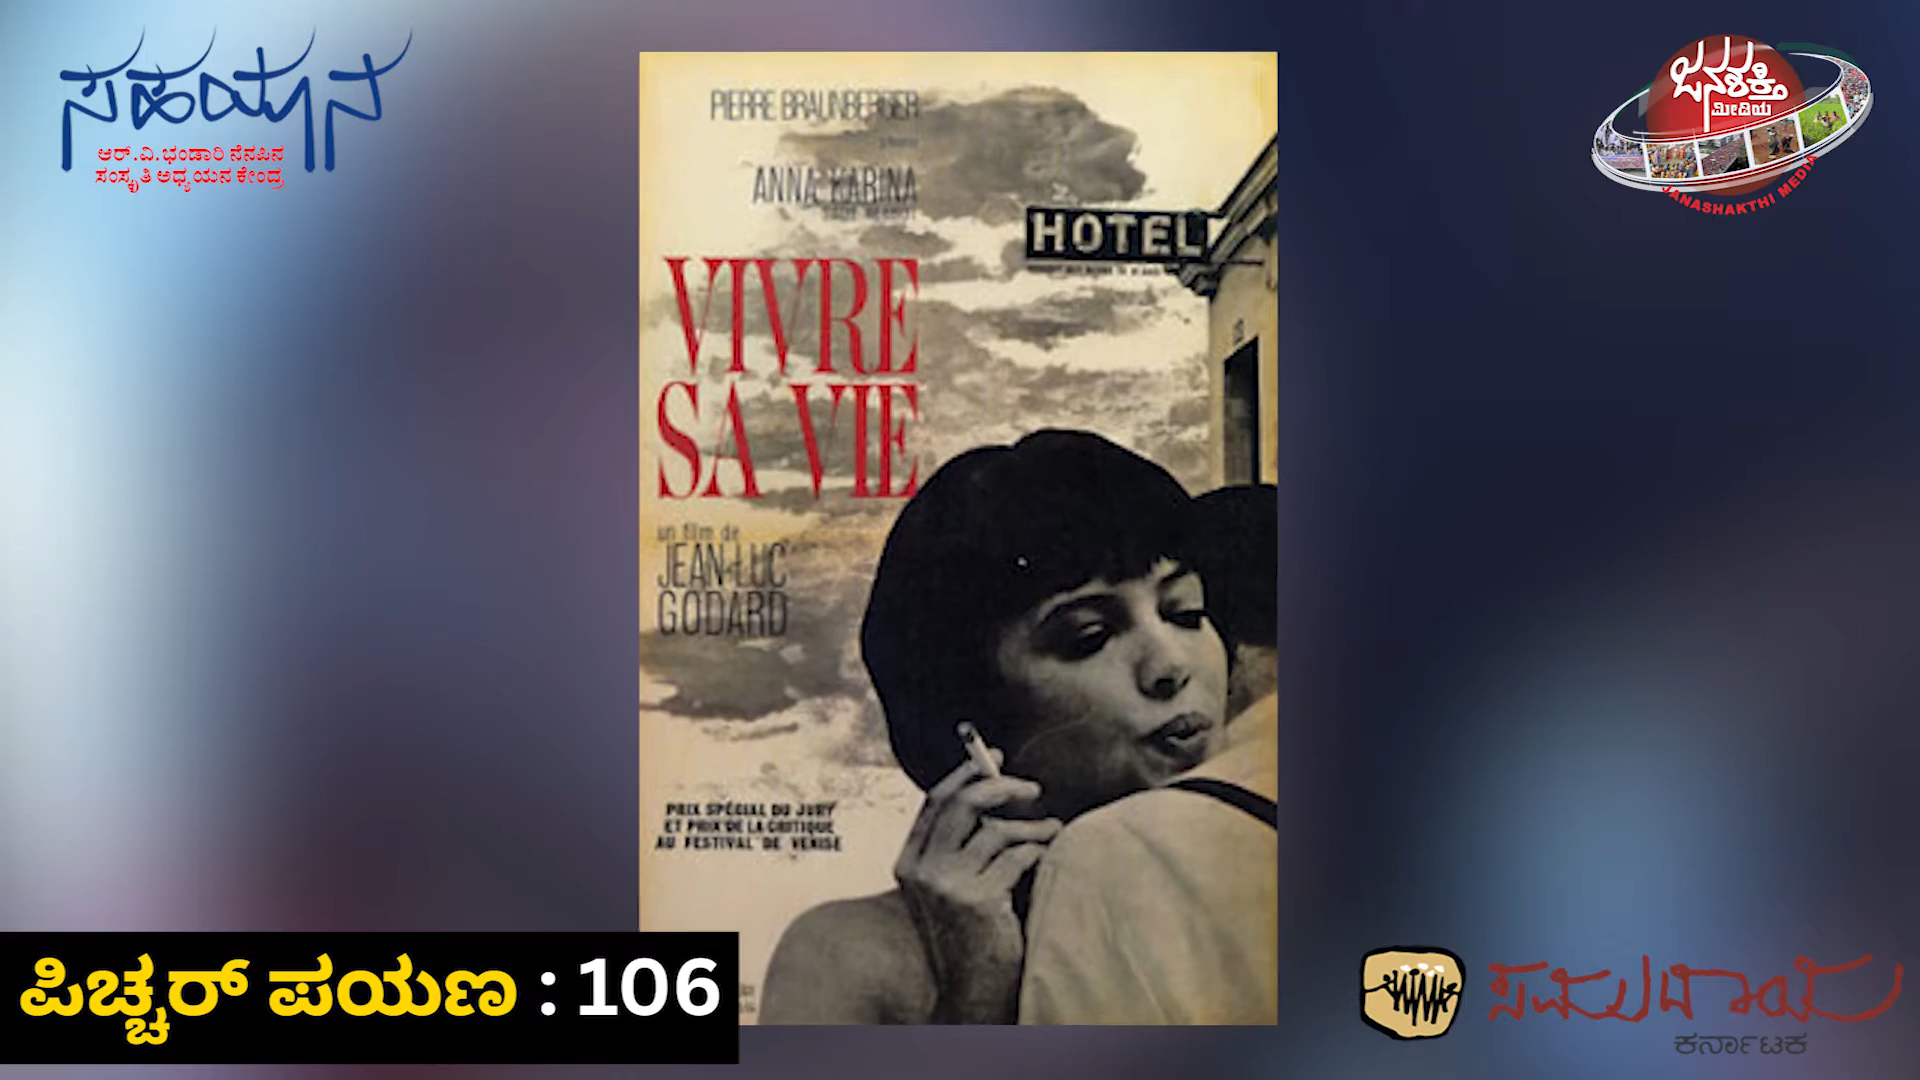 ಸಹಯಾನ
ಆರ್.ವಿ.ಭಂಡಾರಿ ನೆನಪಿನ
ಸಂಸ್ಕೃತಿ ಅಧ್ಯಯನ ಕೇಂದ್ರ
ಜನಶಕ್ತಿ
ಮೀಡಿಯ
JANASHAKTHI MEDIA
PIERRE BRAUNBERGER
ANNA KARINA
HOTEL
VIVRE
SA VIE
un film de
JEAN-LUC
GODARD
PRIX SPÉCIAL DU JURY
ET PRIX DE LA CRITIQUE
AU FESTIVAL DE VENISE
ಪಿಚ್ಚರ್ ಪಯಣ : 106
ಸಮುದಾಯ
ಕರ್ನಾಟಕ